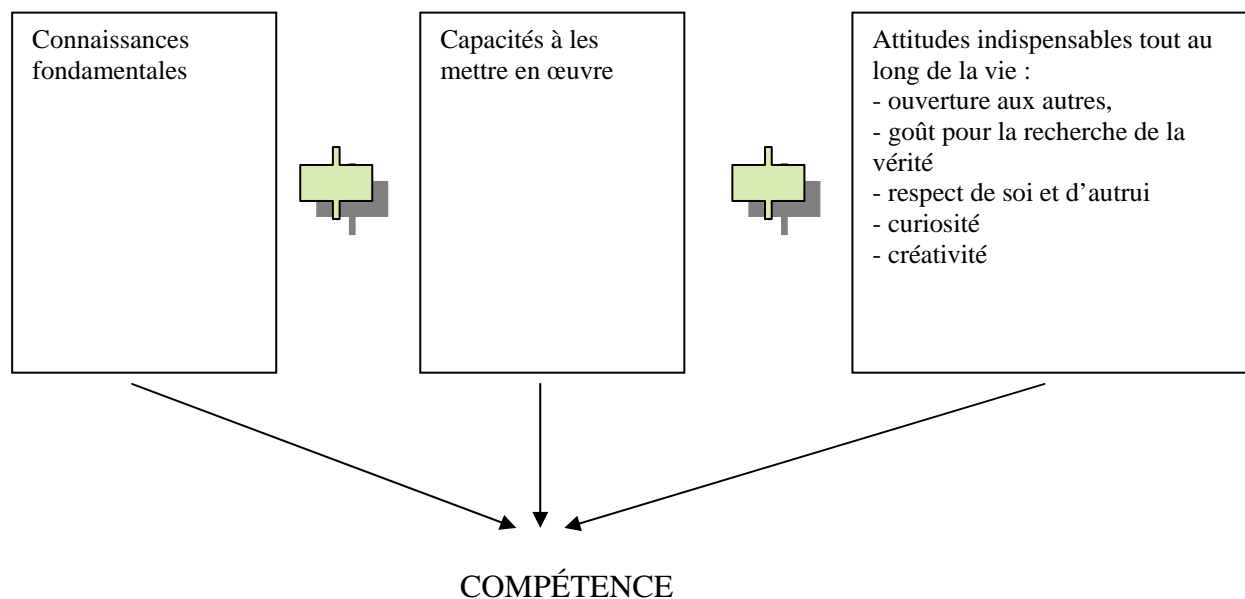 Connaissances
fondamentales
Capacités à les
mettre en œuvre
Attitudes indispensables tout au
long de la vie :
- ouverture aux autres,
- goût pour la recherche de la
vérité
- respect de soi et d’autrui
- curiosité
- créativité
COMPÉTENCE